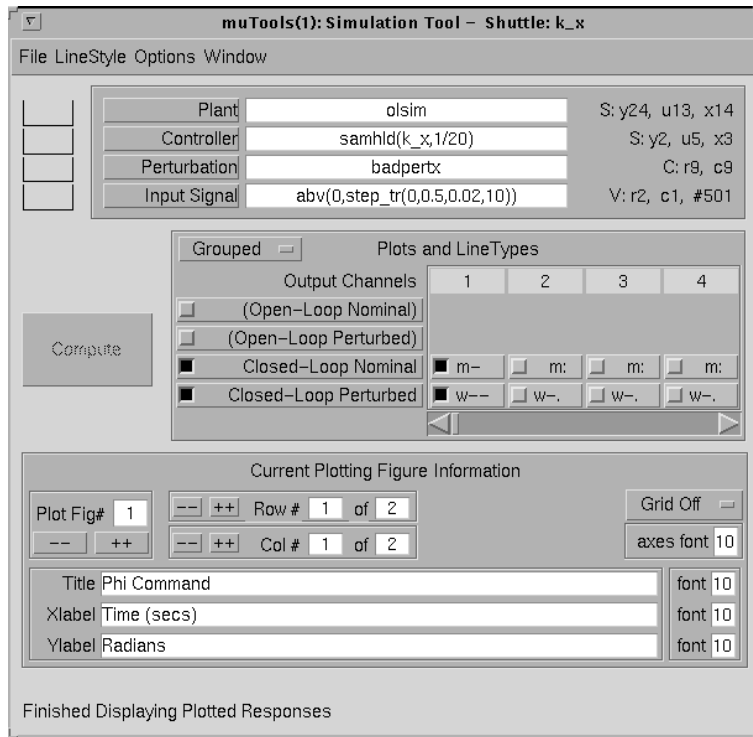 muTools(1): Simulation Tool – Shuttle: k_x
File LineStyle Options Window
Plant olsim S: y24, u13, x14
Controller samhld(k_x,1/20) S: y2, u5, x3
Perturbation badpertx C: r9, c9
Input Signal abv(0,step_tr(0,0.5,0.02,10)) V: r2, c1, #501
Grouped Plots and LineTypes
Output Channels 1 2 3 4
(Open–Loop Nominal)
(Open–Loop Perturbed)
Compute
Closed–Loop Nominal m– m: m: m:
Closed–Loop Perturbed w–– w–. w–. w–.
Current Plotting Figure Information
Plot Fig# 1 –– ++ Row # 1 of 2 Grid Off
–– ++ –– ++ Col # 1 of 2 axes font 10
Title Phi Command font 10
Xlabel Time (secs) font 10
Ylabel Radians font 10
Finished Displaying Plotted Responses